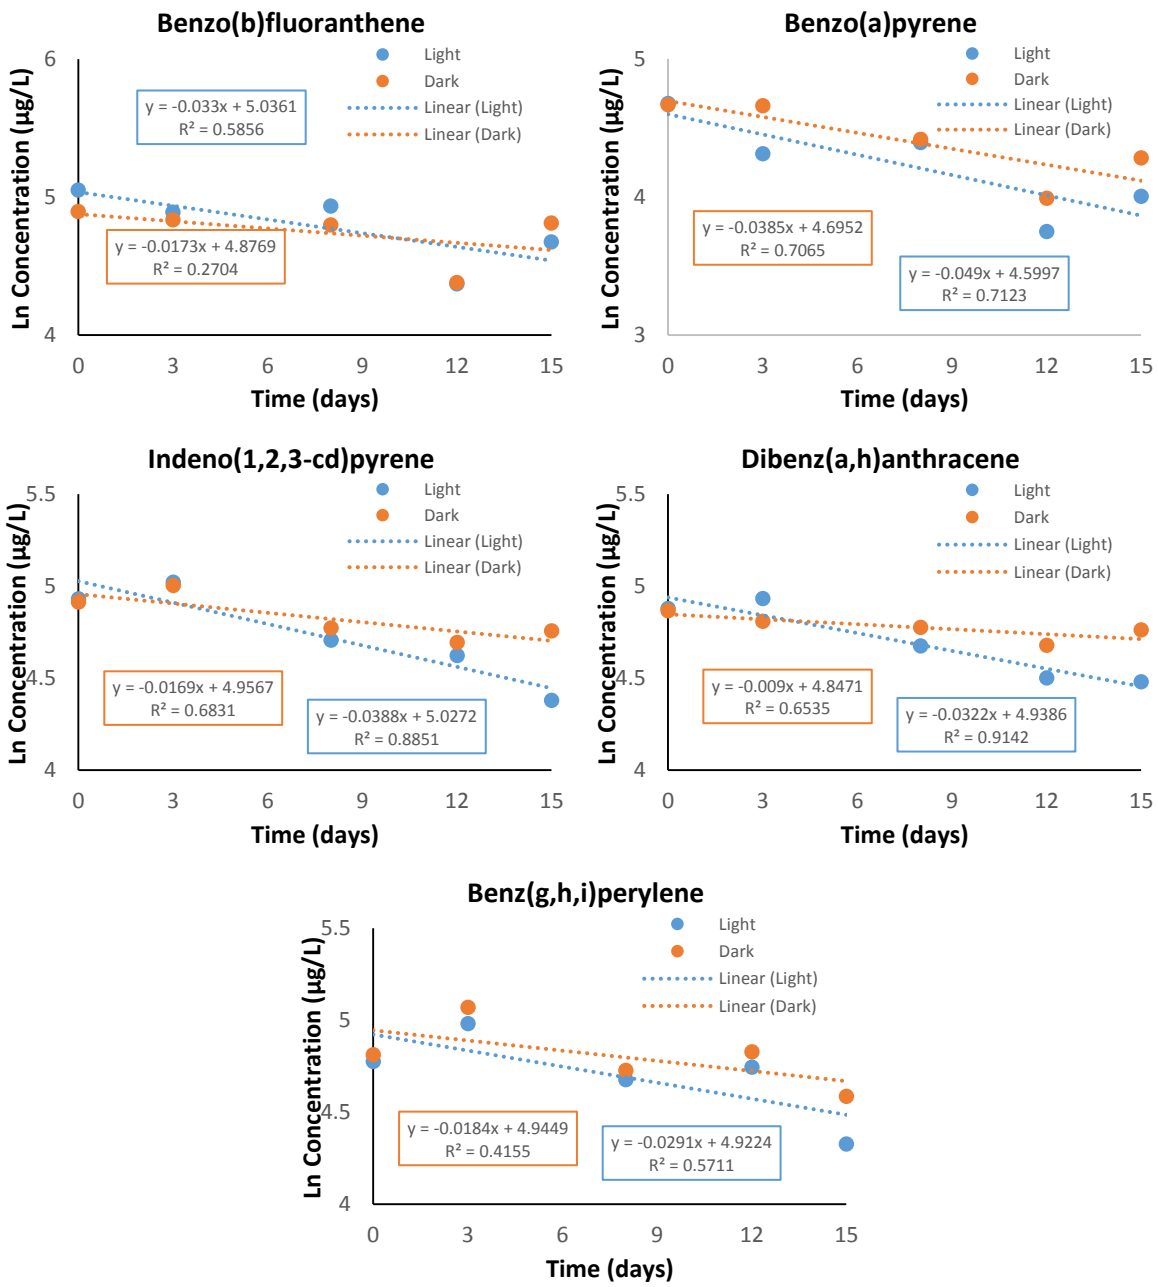 Benzo(b)fluoranthene
Light
Dark
Linear (Light)
Linear (Dark)
y = -0.033x + 5.0361
R² = 0.5856
y = -0.0173x + 4.8769
R² = 0.2704
Ln Concentration (µg/L)
6
5
4
0
3
6
9
12
15
Time (days)
Benzo(a)pyrene
Light
Dark
Linear (Light)
Linear (Dark)
y = -0.0385x + 4.6952
R² = 0.7065
y = -0.049x + 4.5997
R² = 0.7123
Ln Concentration (µg/L)
5
4
3
0
3
6
9
12
15
Time (days)
Indeno(1,2,3-cd)pyrene
Light
Dark
Linear (Light)
Linear (Dark)
y = -0.0169x + 4.9567
R² = 0.6831
y = -0.0388x + 5.0272
R² = 0.8851
Ln Concentration (µg/L)
5.5
5
4.5
4
0
3
6
9
12
15
Time (days)
Dibenz(a,h)anthracene
Light
Dark
Linear (Light)
Linear (Dark)
y = -0.009x + 4.8471
R² = 0.6535
y = -0.0322x + 4.9386
R² = 0.9142
Ln Concentration (µg/L)
5.5
5
4.5
4
0
3
6
9
12
15
Time (days)
Benz(g,h,i)perylene
Light
Dark
Linear (Light)
Linear (Dark)
y = -0.0184x + 4.9449
R² = 0.4155
y = -0.0291x + 4.9224
R² = 0.5711
Ln Concentration (µg/L)
5.5
5
4.5
4
0
3
6
9
12
15
Time (days)